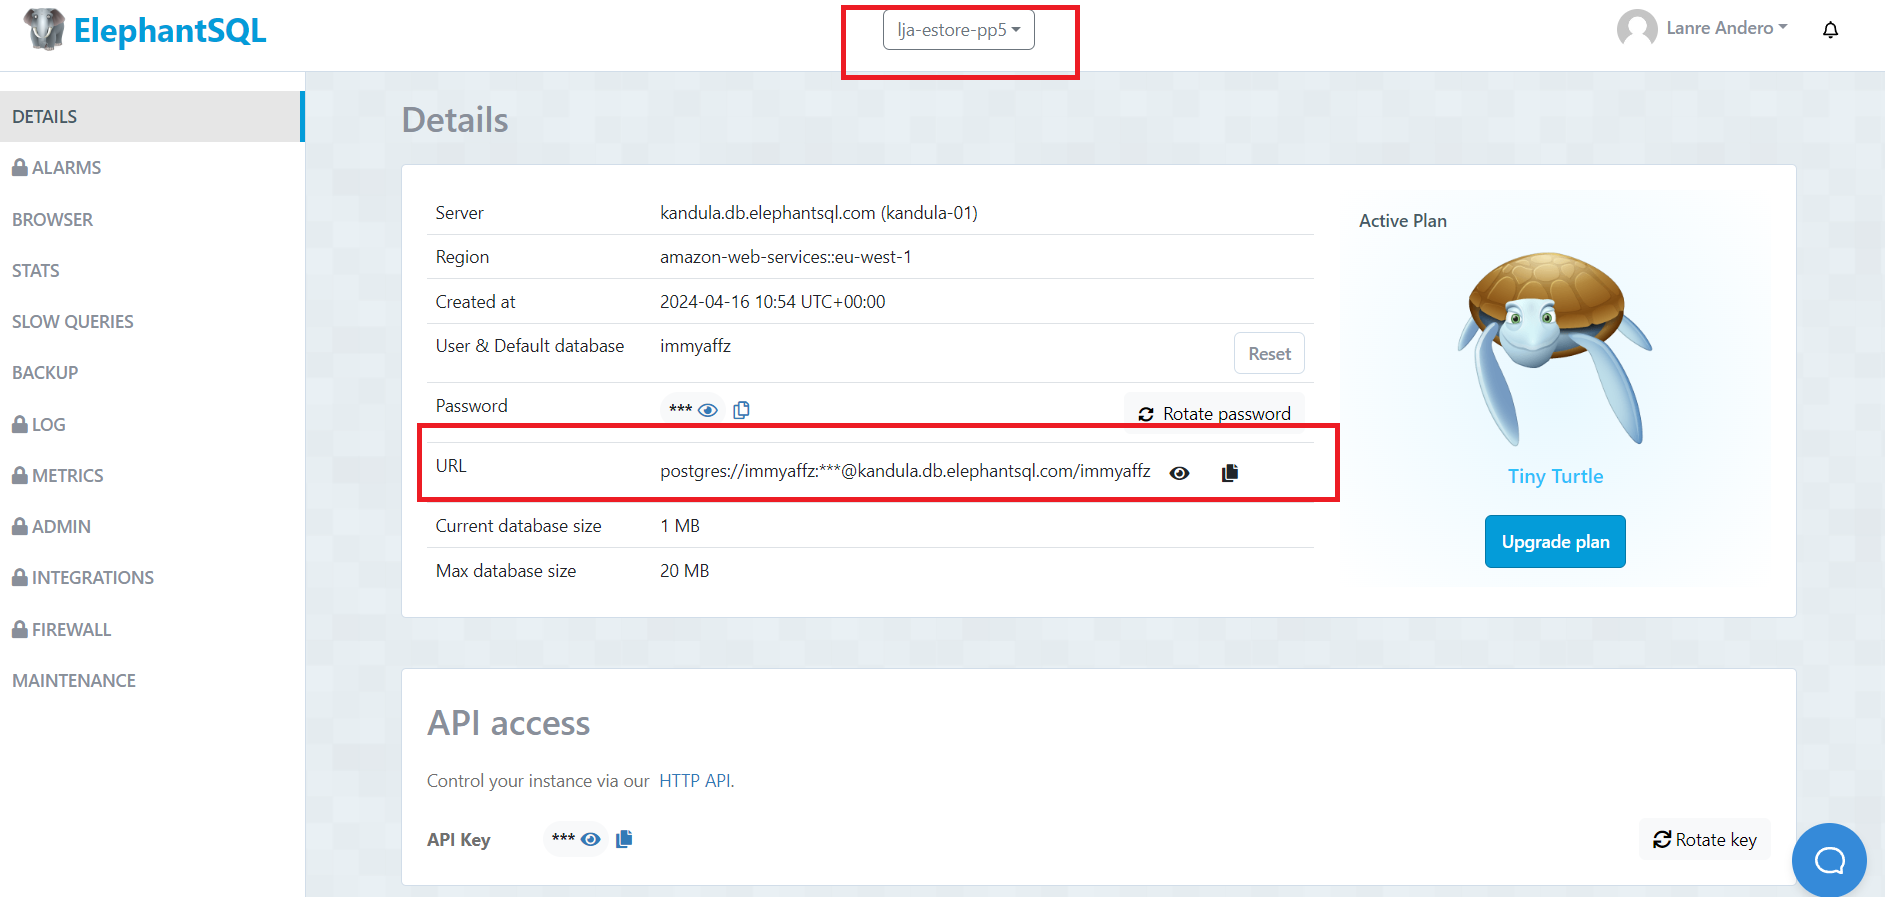 ElephantSQL
lja-estore-pp5
Lanre Andero
DETAILS
ALARMS
BROWSER
STATS
SLOW QUERIES
BACKUP
LOG
METRICS
ADMIN
INTEGRATIONS
FIREWALL
MAINTENANCE
Details
Server kandula.db.elephantsql.com (kandula-01)
Region amazon-web-services::eu-west-1
Created at 2024-04-16 10:54 UTC+00:00
User & Default database immyaffz Reset
Password *** Rotate password
URL postgres://immyaffz:***@kandula.db.elephantsql.com/immyaffz
Current database size 1 MB
Max database size 20 MB
Active Plan
Tiny Turtle
Upgrade plan
API access
Control your instance via our HTTP API.
API Key *** Rotate key